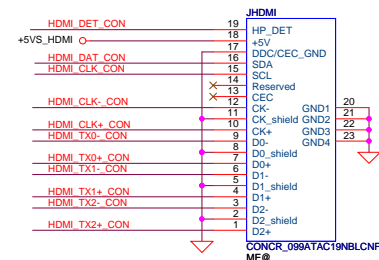 JHDMI
HDMI_DET_CON 19 HP_DET
+5VS_HDMI 18 +5V
17 DDC/CEC_GND
HDMI_DAT_CON 16 SDA
HDMI_CLK_CON 15 SCL
14 Reserved
13 CEC
HDMI_CLK-_CON 12 CK- GND1 20
11 CK_shield GND2 21
HDMI_CLK+_CON 10 CK+ GND3 22
HDMI_TX0-_CON 9 D0- GND4 23
8 D0_shield
HDMI_TX0+_CON 7 D0+
HDMI_TX1-_CON 6 D1-
5 D1_shield
HDMI_TX1+_CON 4 D1+
HDMI_TX2-_CON 3 D2-
2 D2_shield
HDMI_TX2+_CON 1 D2+
CONCR_099ATAC19NBLCNF
ME@